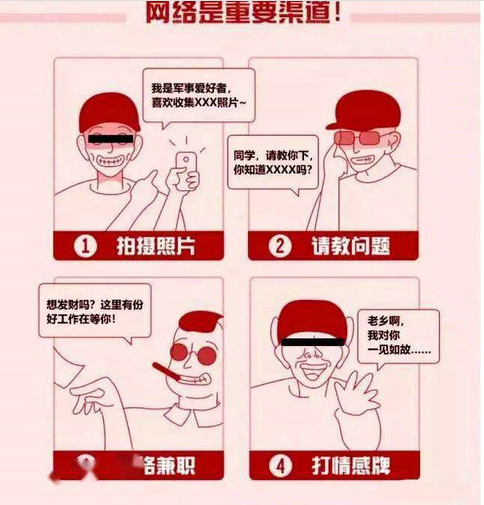 网络是重要渠道！
我是军事爱好者，
喜欢收集XXX照片~
① 拍摄照片
同学，请教你下，
你知道XXXX吗?
② 请教问题
想发财吗？这里有份
好工作在等你！
络兼职
老乡啊，
我对你
一见如故……
④ 打情感牌